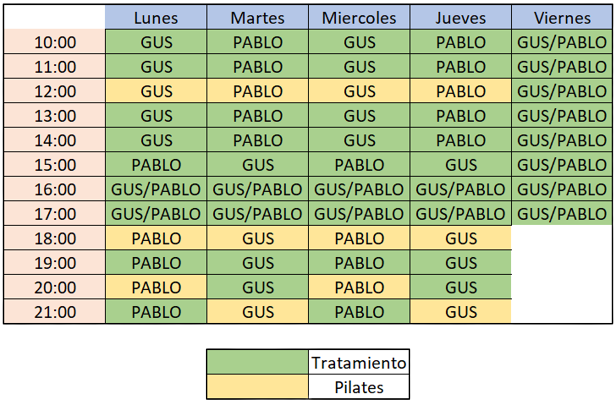 Lunes Martes Miercoles Jueves Viernes
10:00 GUS PABLO GUS PABLO GUS/PABLO
11:00 GUS PABLO GUS PABLO GUS/PABLO
12:00 GUS PABLO GUS PABLO GUS/PABLO
13:00 GUS PABLO GUS PABLO GUS/PABLO
14:00 GUS PABLO GUS PABLO GUS/PABLO
15:00 PABLO GUS PABLO GUS GUS/PABLO
16:00 GUS/PABLO GUS/PABLO GUS/PABLO GUS/PABLO GUS/PABLO
17:00 GUS/PABLO GUS/PABLO GUS/PABLO GUS/PABLO GUS/PABLO
18:00 PABLO GUS PABLO GUS
19:00 PABLO GUS PABLO GUS
20:00 PABLO GUS PABLO GUS
21:00 PABLO GUS PABLO GUS
Tratamiento
Pilates